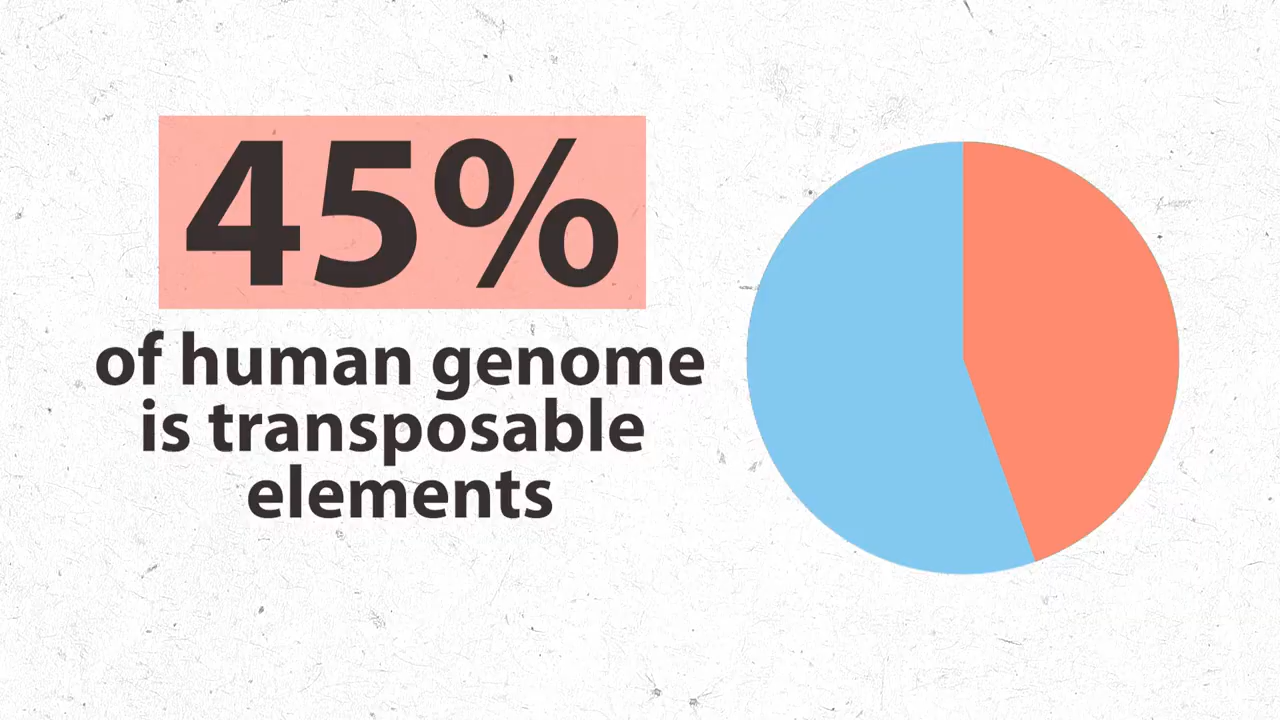 45%
of human genome
is transposable
elements